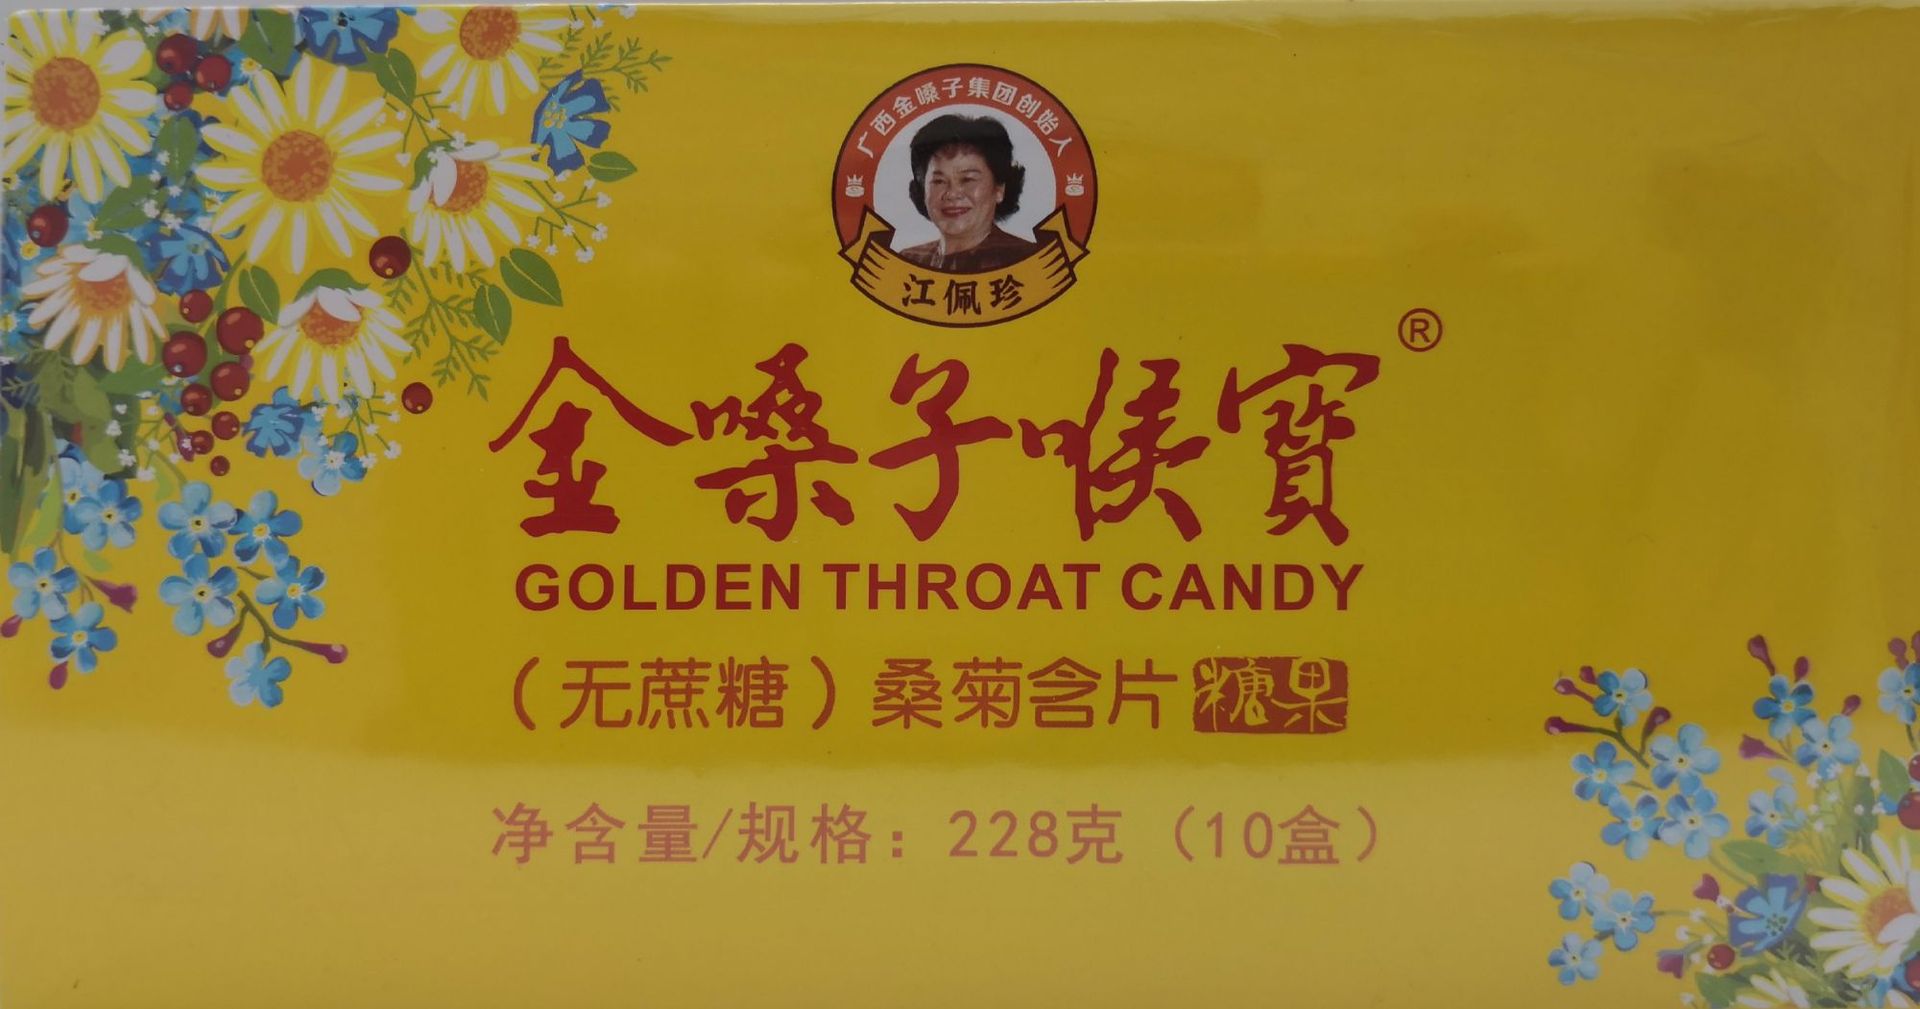 广西金嗓子集团创始人
江佩珍
金嗓子喉寶®
GOLDEN THROAT CANDY
（无蔗糖）桑菊含片糖果
净含量/规格：228克（10盒）